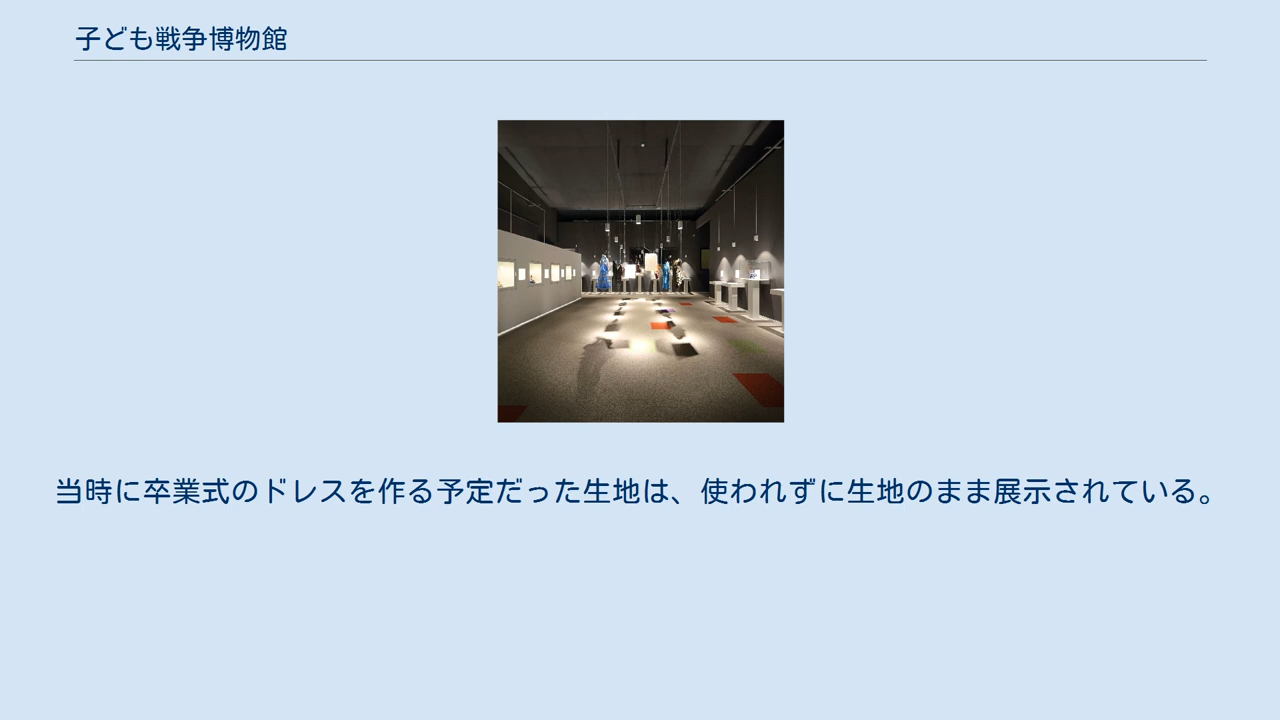 子ども戦争博物館
当時に卒業式のドレスを作る予定だった生地は、使われずに生地のまま展示されている。